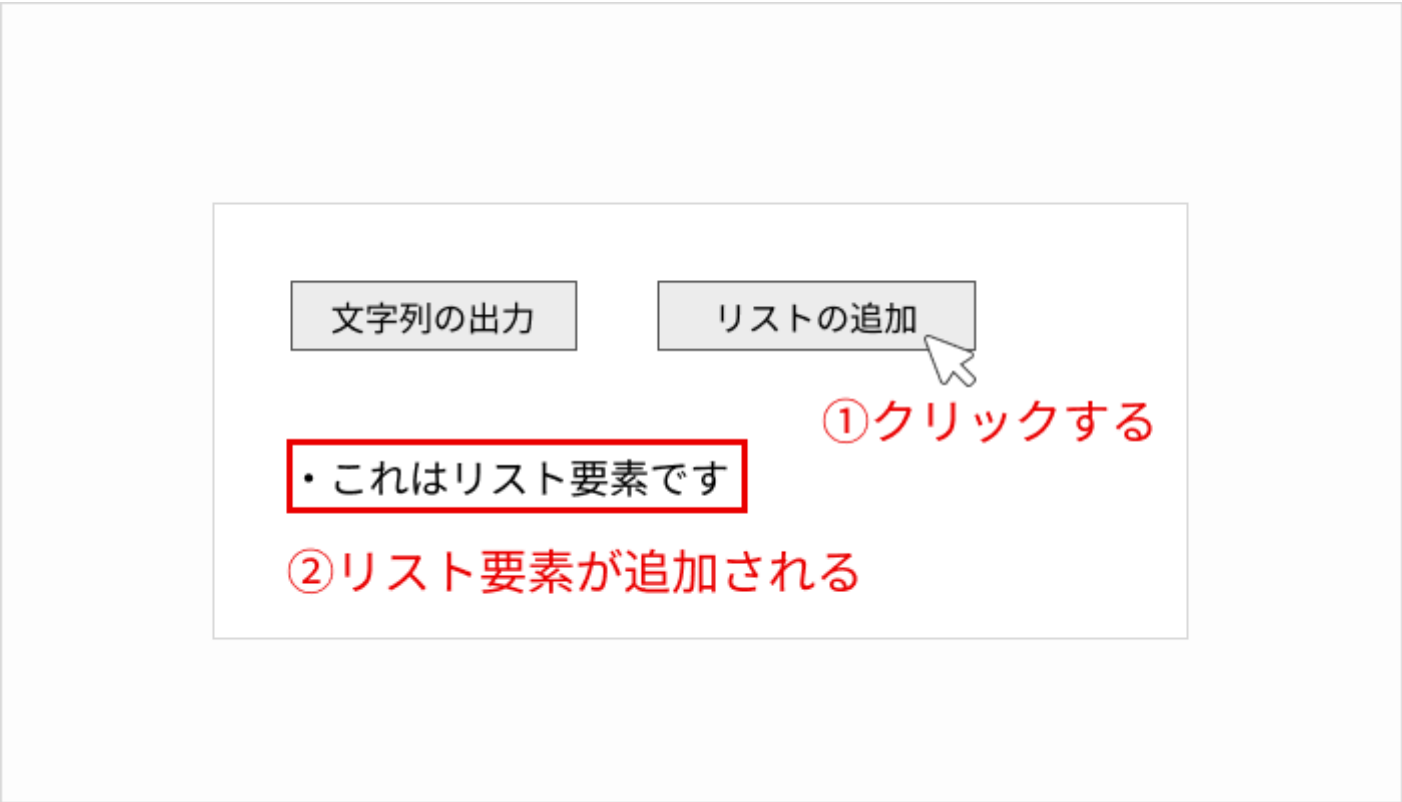 文字列の出力
リストの追加
①クリックする
・これはリスト要素です
②リスト要素が追加される